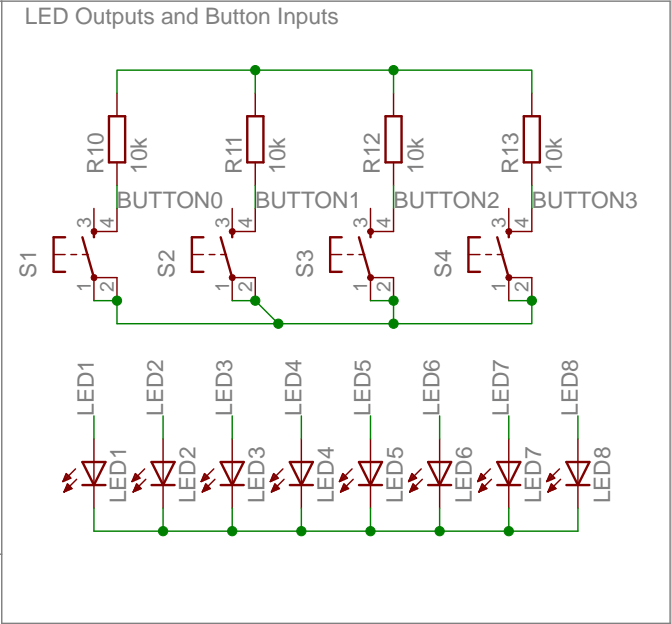 LED Outputs and Button Inputs
R10 10k R11 10k R12 10k R13 10k
BUTTON0 BUTTON1 BUTTON2 BUTTON3
3 4 3 4 3 4 3 4
S1 S2 S3 S4
1 2 1 2 1 2 1 2
LED1 LED2 LED3 LED4 LED5 LED6 LED7 LED8
LED1 LED2 LED3 LED4 LED5 LED6 LED7 LED8